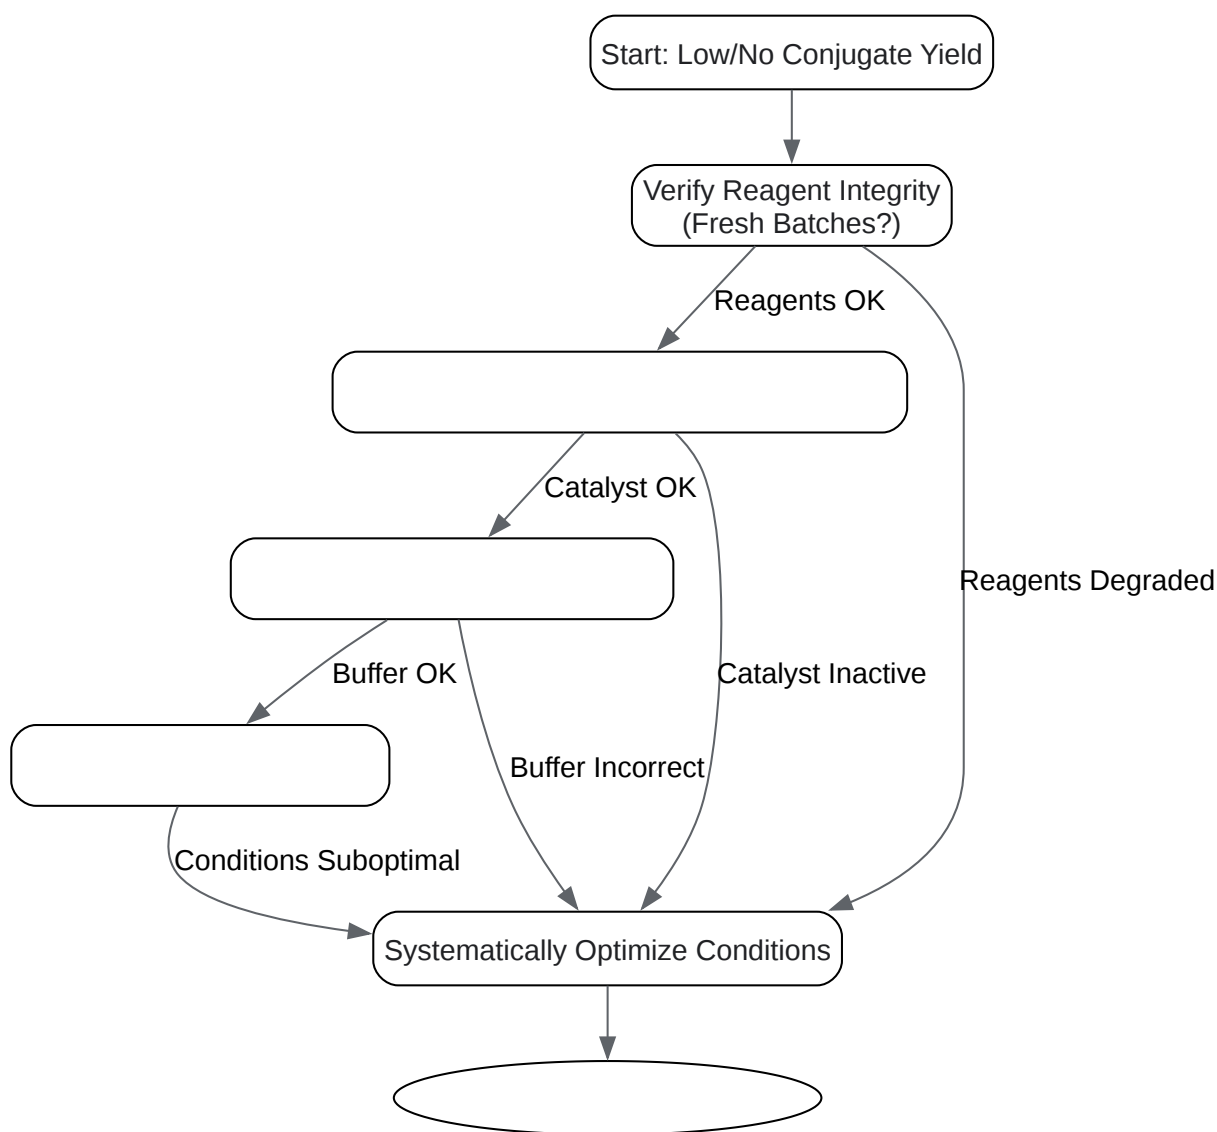 Start: Low/No Conjugate Yield
Verify Reagent Integrity
(Fresh Batches?)
Reagents OK
Catalyst OK
Reagents Degraded
Buffer OK
Catalyst Inactive
Buffer Incorrect
Conditions Suboptimal
Systematically Optimize Conditions